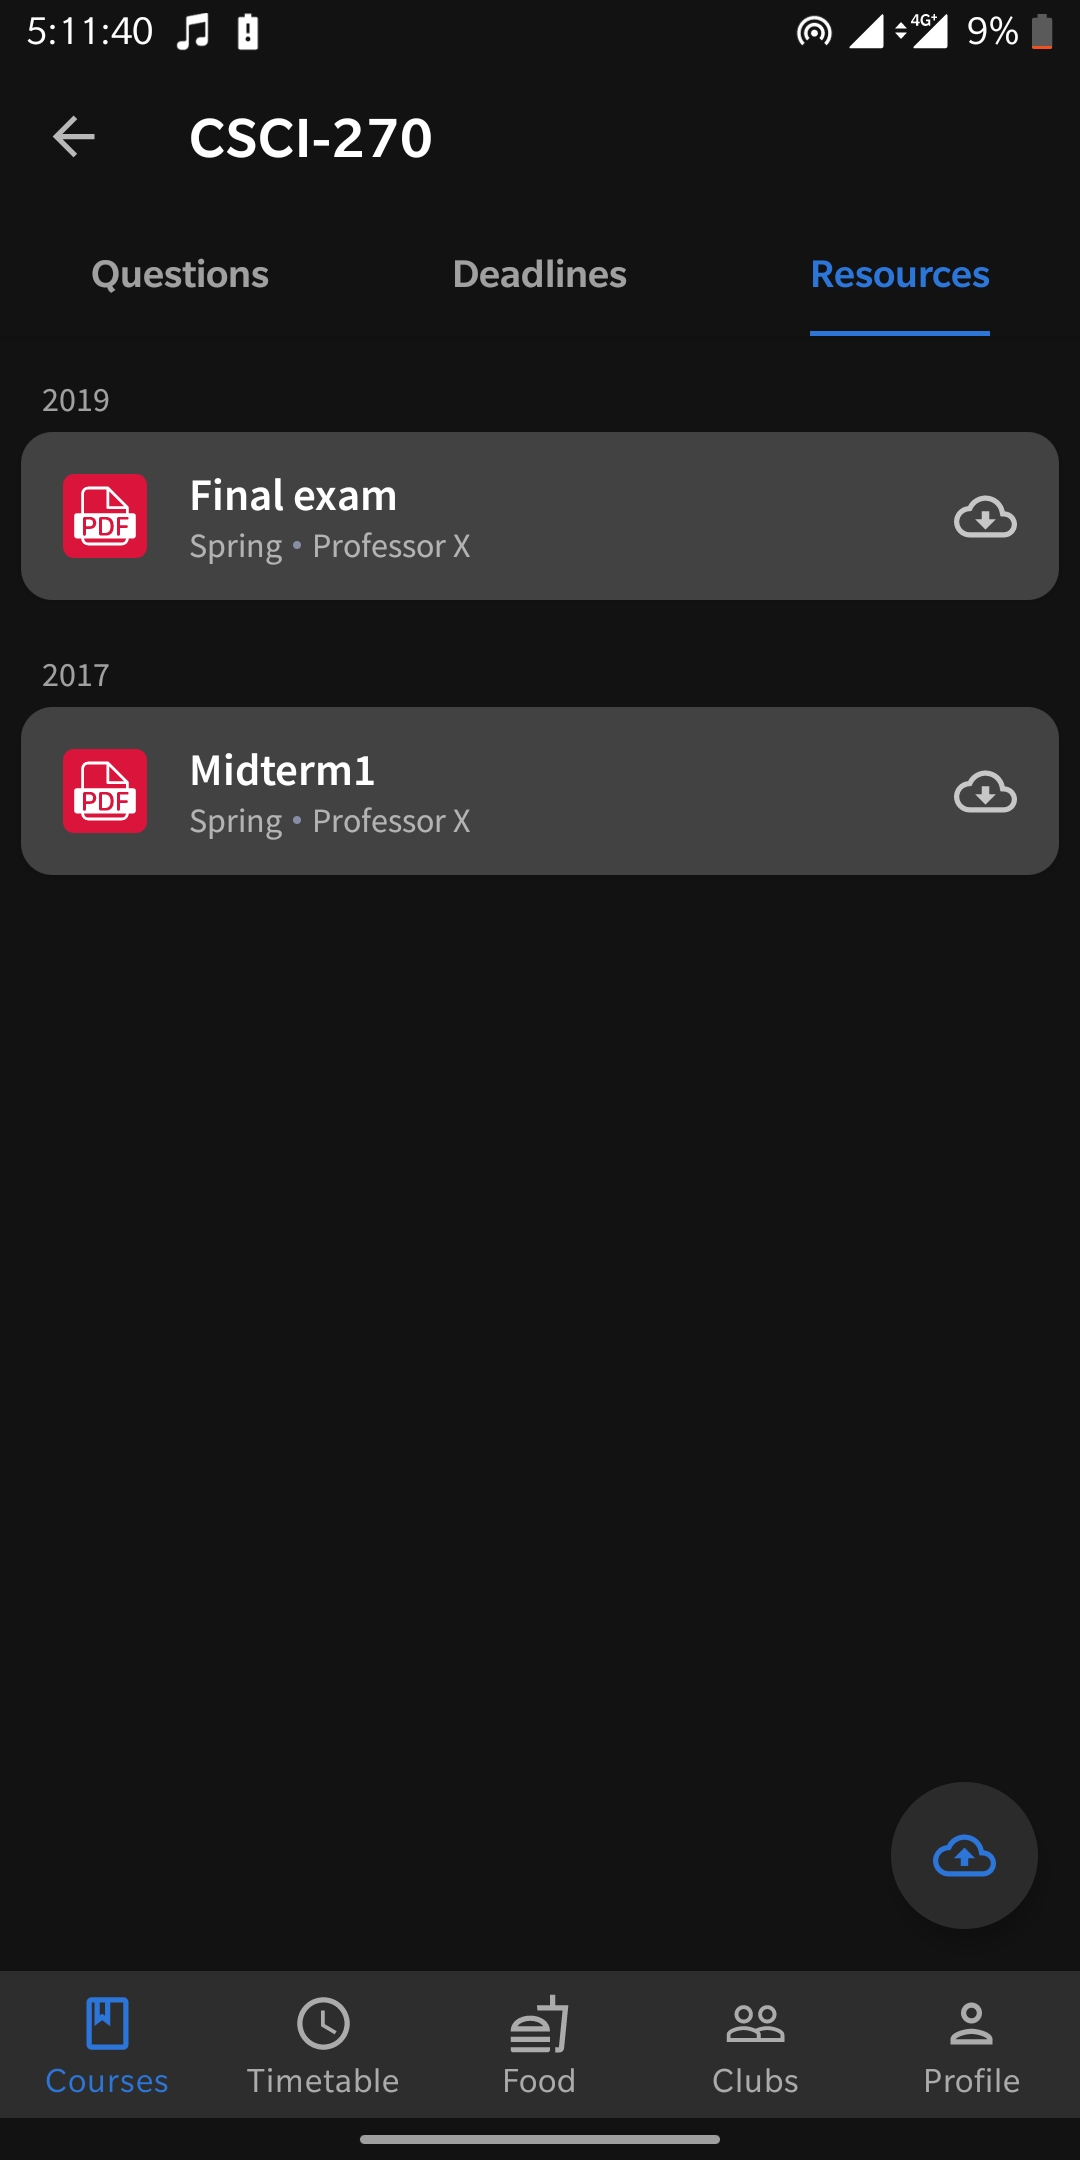 5:11:40
4G+ 9%
CSCI-270
Questions Deadlines Resources
2019
PDF
Final exam
Spring • Professor X
2017
PDF
Midterm1
Spring • Professor X
Courses Timetable Food Clubs Profile